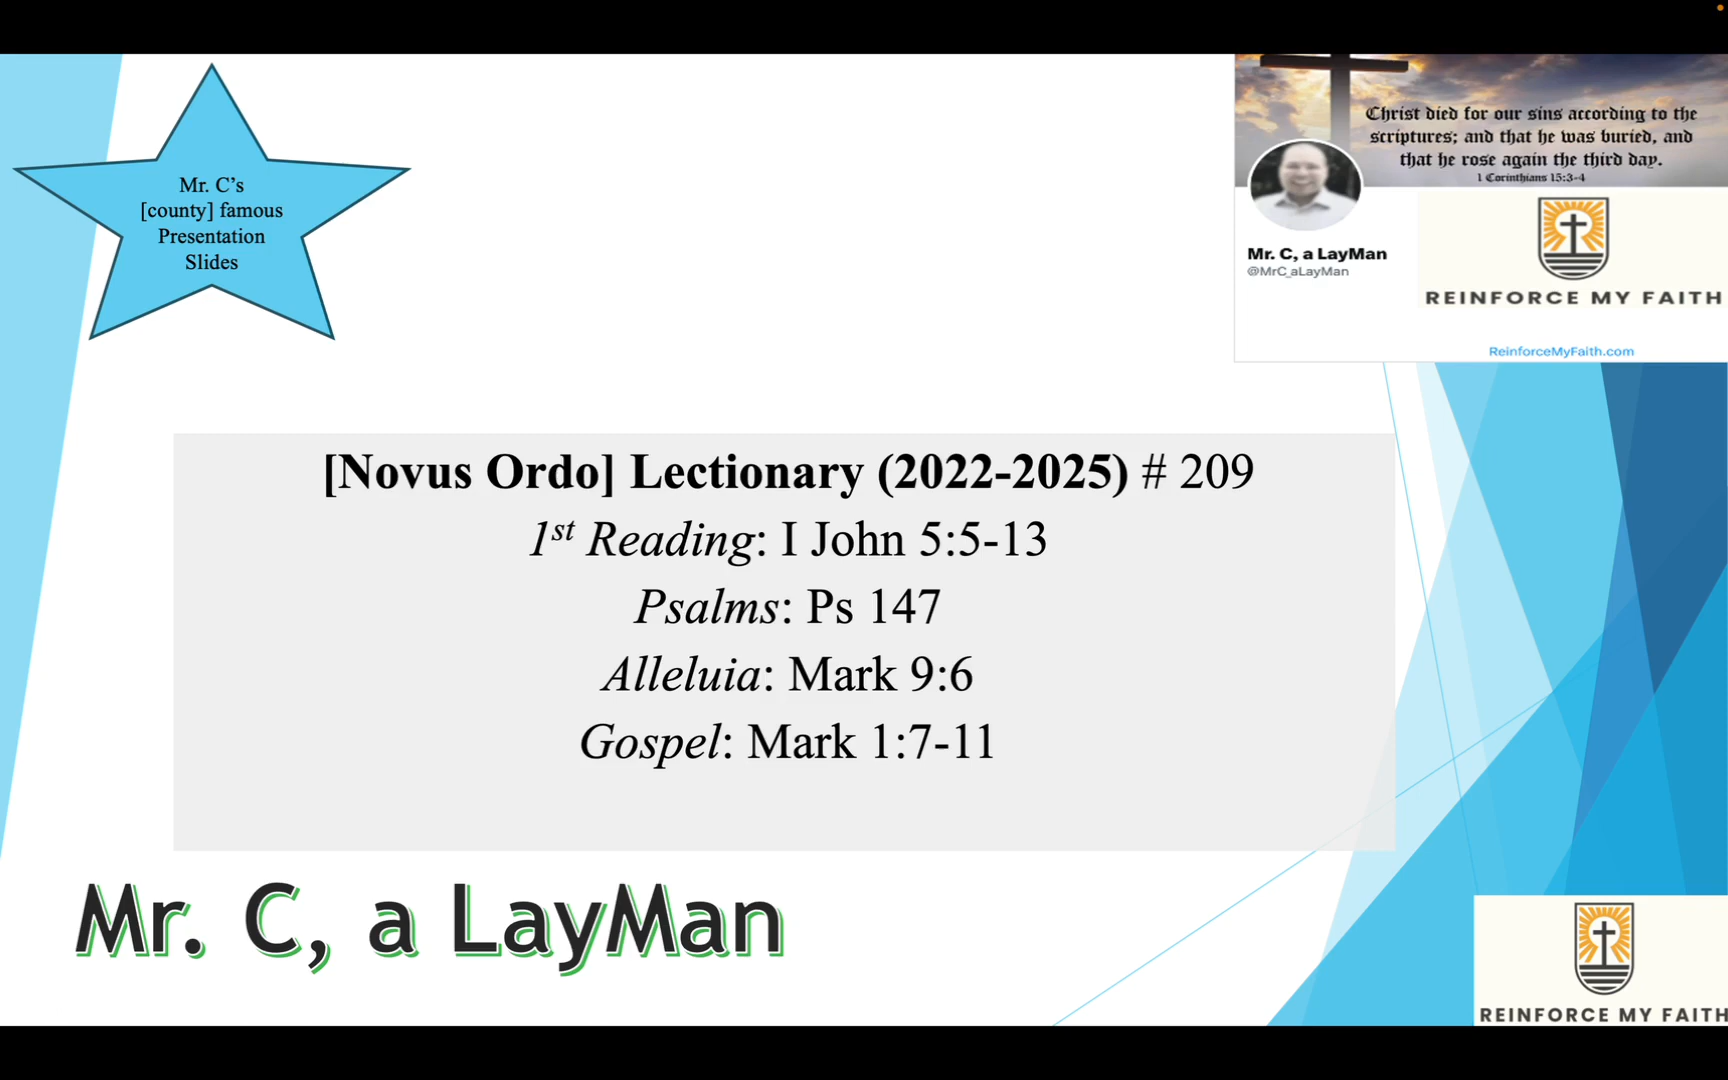 Mr. C’s
[county] famous
Presentation
Slides
Christ died for our sins according to the
scriptures; and that he was buried, and
that he rose again the third day.
1 Corinthians 15:3-4
Mr. C, a LayMan
@MrC_aLayMan
REINFORCE MY FAITH
ReinforceMyFaith.com
[Novus Ordo] Lectionary (2022-2025) # 209
1st Reading: I John 5:5-13
Psalms: Ps 147
Alleluia: Mark 9:6
Gospel: Mark 1:7-11
Mr. C, a LayMan
REINFORCE MY FAITH